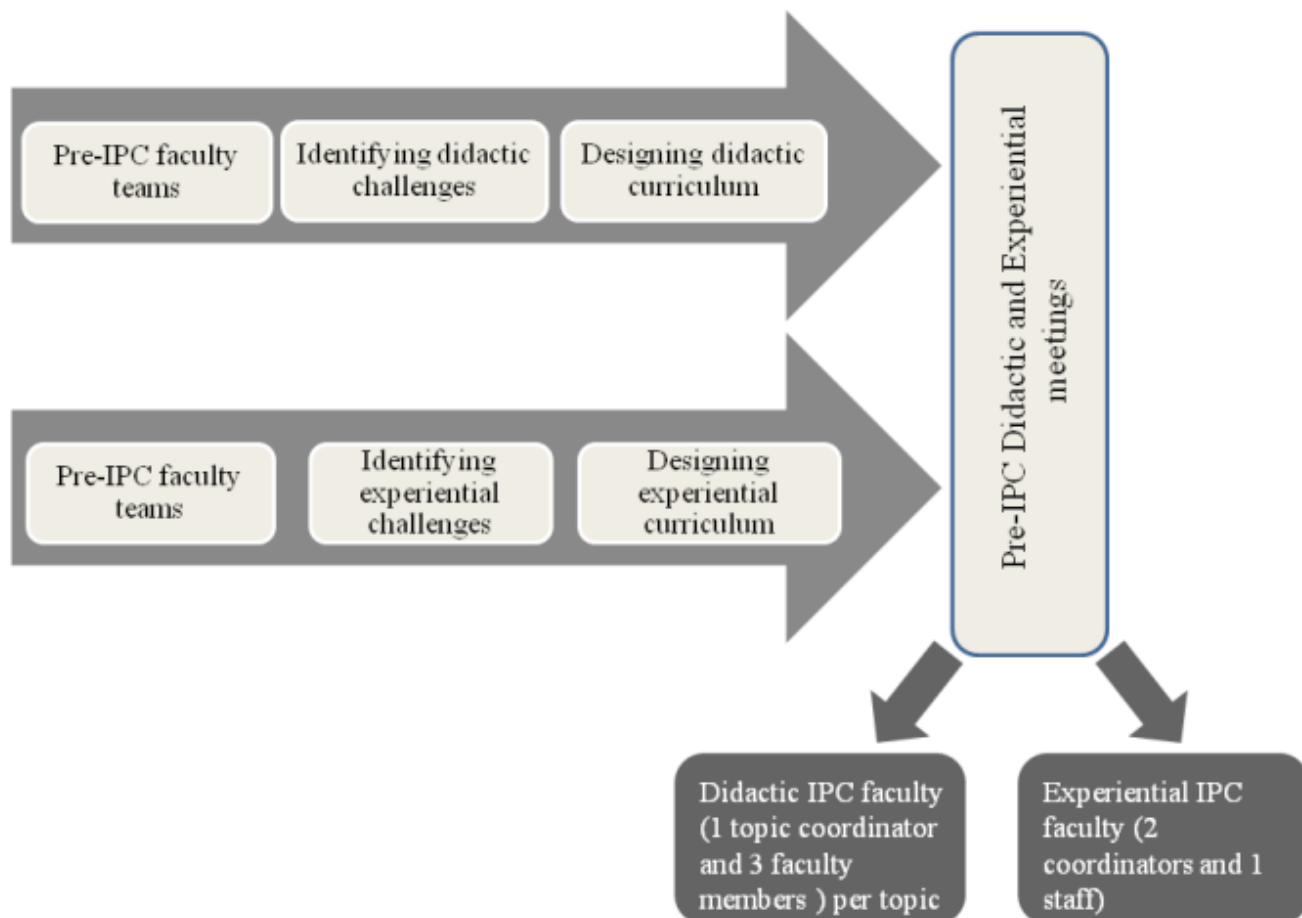 Pre-IPC faculty
teams
Identifying didactic
challenges
Designing didactic
curriculum
Pre-IPC faculty
teams
Identifying
experiential
challenges
Designing
experiential
curriculum
Pre-IPC Didactic and Experiential
meetings
Didactic IPC faculty
(1 topic coordinator
and 3 faculty
members ) per topic
Experiential IPC
faculty (2
coordinators and 1
staff)